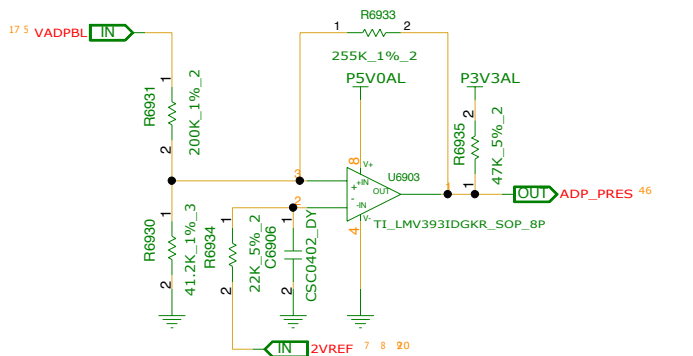 R6933
17 5 VADPBL IN
1 2
255K_1%_2
P5V0AL P3V3AL
1
R6931
200K_1%_2
2
2
R6935
47K_5%_2
1
8
V+
U6903
3
+ +IN
OUT
- -IN
V-
4
1
OUT ADP_PRES 46
TI_LMV393IDGKR_SOP_8P
2
1
R6930
41.2K_1%_3
2
1
R6934
22K_5%_2
2
1
C6906
CSC0402_DY
2
IN 2VREF 7 8 9